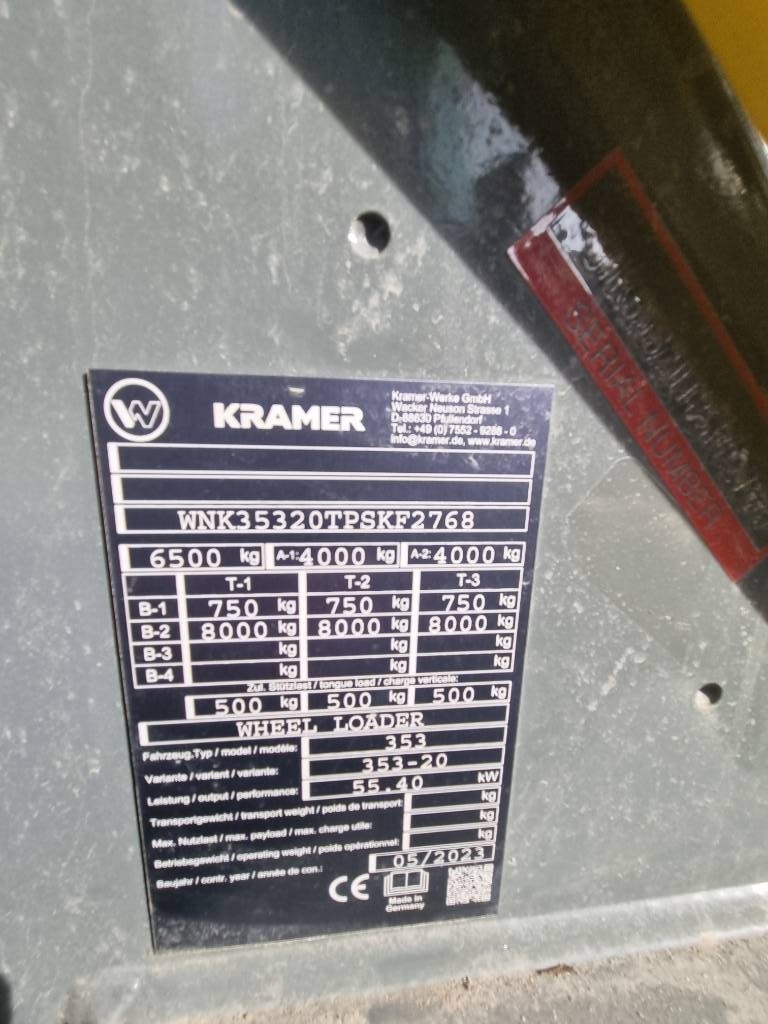 SERIAL NUMBER
W KRAMER
Kramer-Werke GmbH
Wacker Neuson Strasse 1
D-88630 Pfullendorf
Tel.: +49 (0) 7552 - 9288 - 0
info@kramer.de, www.kramer.de
WNK35320TPSKF2768
6500 kg A-1: 4000 kg A-2: 4000 kg
T-1 T-2 T-3
B-1 750 kg 750 kg 750 kg
B-2 8000 kg 8000 kg 8000 kg
B-3 kg kg kg
B-4 kg kg kg
Zul. Stützlast / tongue load / charge verticale:
500 kg 500 kg 500 kg
WHEEL LOADER
Fahrzeug.Typ / model / modèle: 353
Variante / variant / variante: 353-20
Leistung / output / performance: 55.40 kW
Transportgewicht / transport weight / poids de transport: kg
Max. Nutzlast / max. payload / max. charge utile: kg
Betriebsgewicht / operating weight / poids opérationnel: kg
Baujahr / contr. year / année de con.: 05/2023
CE
Made in
Germany